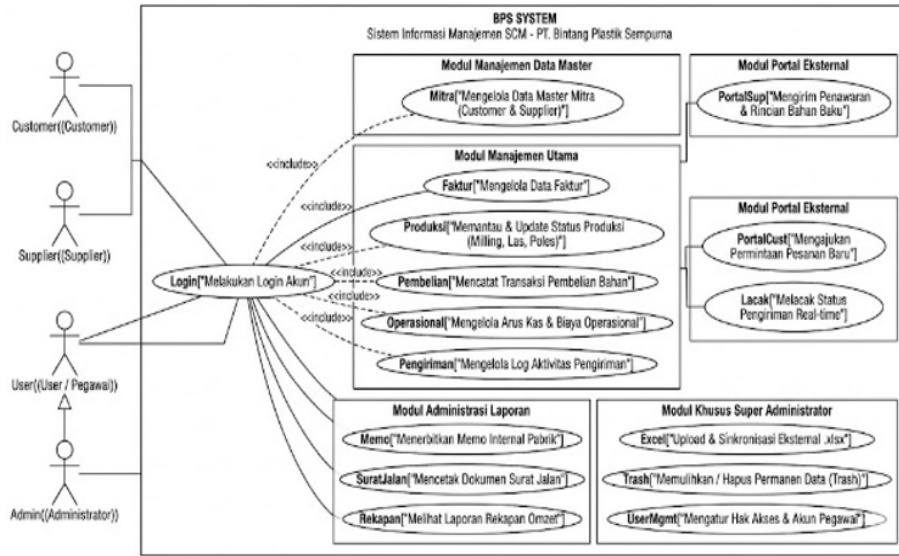 BPS SYSTEM
Sistem Informasi Manajemen SCM - PT. Bintang Plastik Sempurna
Customer((Customer))
Supplier((Supplier))
User((User / Pegawai)
Admin((Administrator))
Login["Melakukan Login Akun"]
<<include>>
<<include>>
<<include>>
<<include>>
<<include>>
<<include>>
Modul Manajemen Data Master
Mitra["Mengelola Data Master Mitra
(Customer & Supplier)"]
Modul Portal Eksternal
PortalSup["Mengirim Penawaran
& Rincian Bahan Baku]
Modul Manajemen Utama
Faktur["Mengelola Data Faktur"]
Produksi["Memantau & Update Status Produksi
(Milling, Las, Poles)"]
Pembelian["Mencatat Transaksi Pembelian Bahan"]
Operasional["Mengelola Arus Kas & Biaya Operasional"]
Pengiriman["Mengelola Log Aktivitas Pengiriman"]
Modul Portal Eksternal
PortalCust["Mengajukan
Permintaan Pesanan Baru]
Lacak["Melacak Status
Pengiriman Real-time]
Modul Administrasi Laporan
Memo["Menerbitkan Memo Internal Pabrik"]
SuratJalan["Mencetak Dokumen Surat Jalan"]
Rekapan["Melihat Laporan Rekapan Omzet"]
Modul Khusus Super Administrator
Excel["Upload & Sinkronisasi Eksternal .xlsx"]
Trash["Memulihkan / Hapus Permanen Data (Trash)]
UserMgmt["Mengatur Hak Akses & Akun Pegawai"]